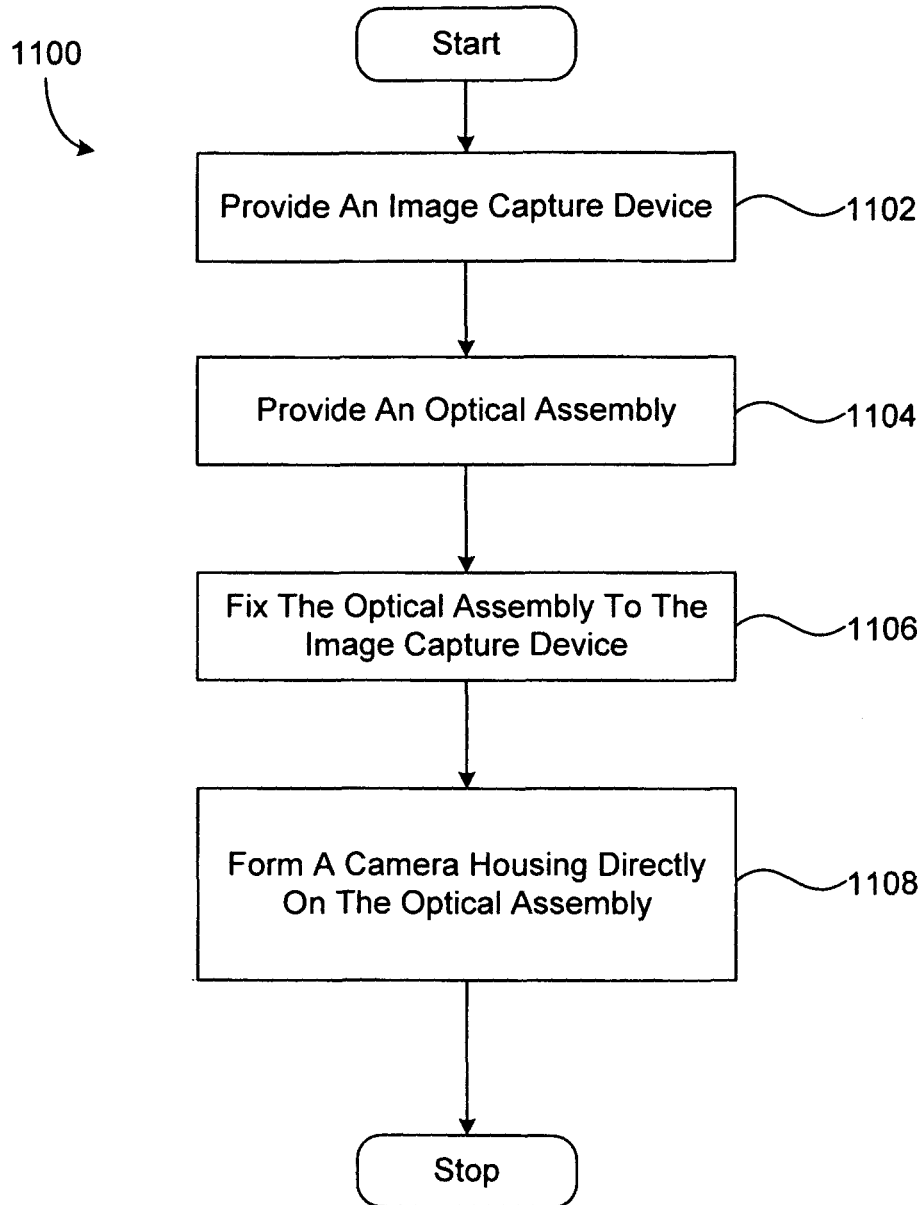 Start
1100
Provide An Image Capture Device
1102
Provide An Optical Assembly
1104
Fix The Optical Assembly To The
Image Capture Device
1106
Form A Camera Housing Directly
On The Optical Assembly
1108
Stop